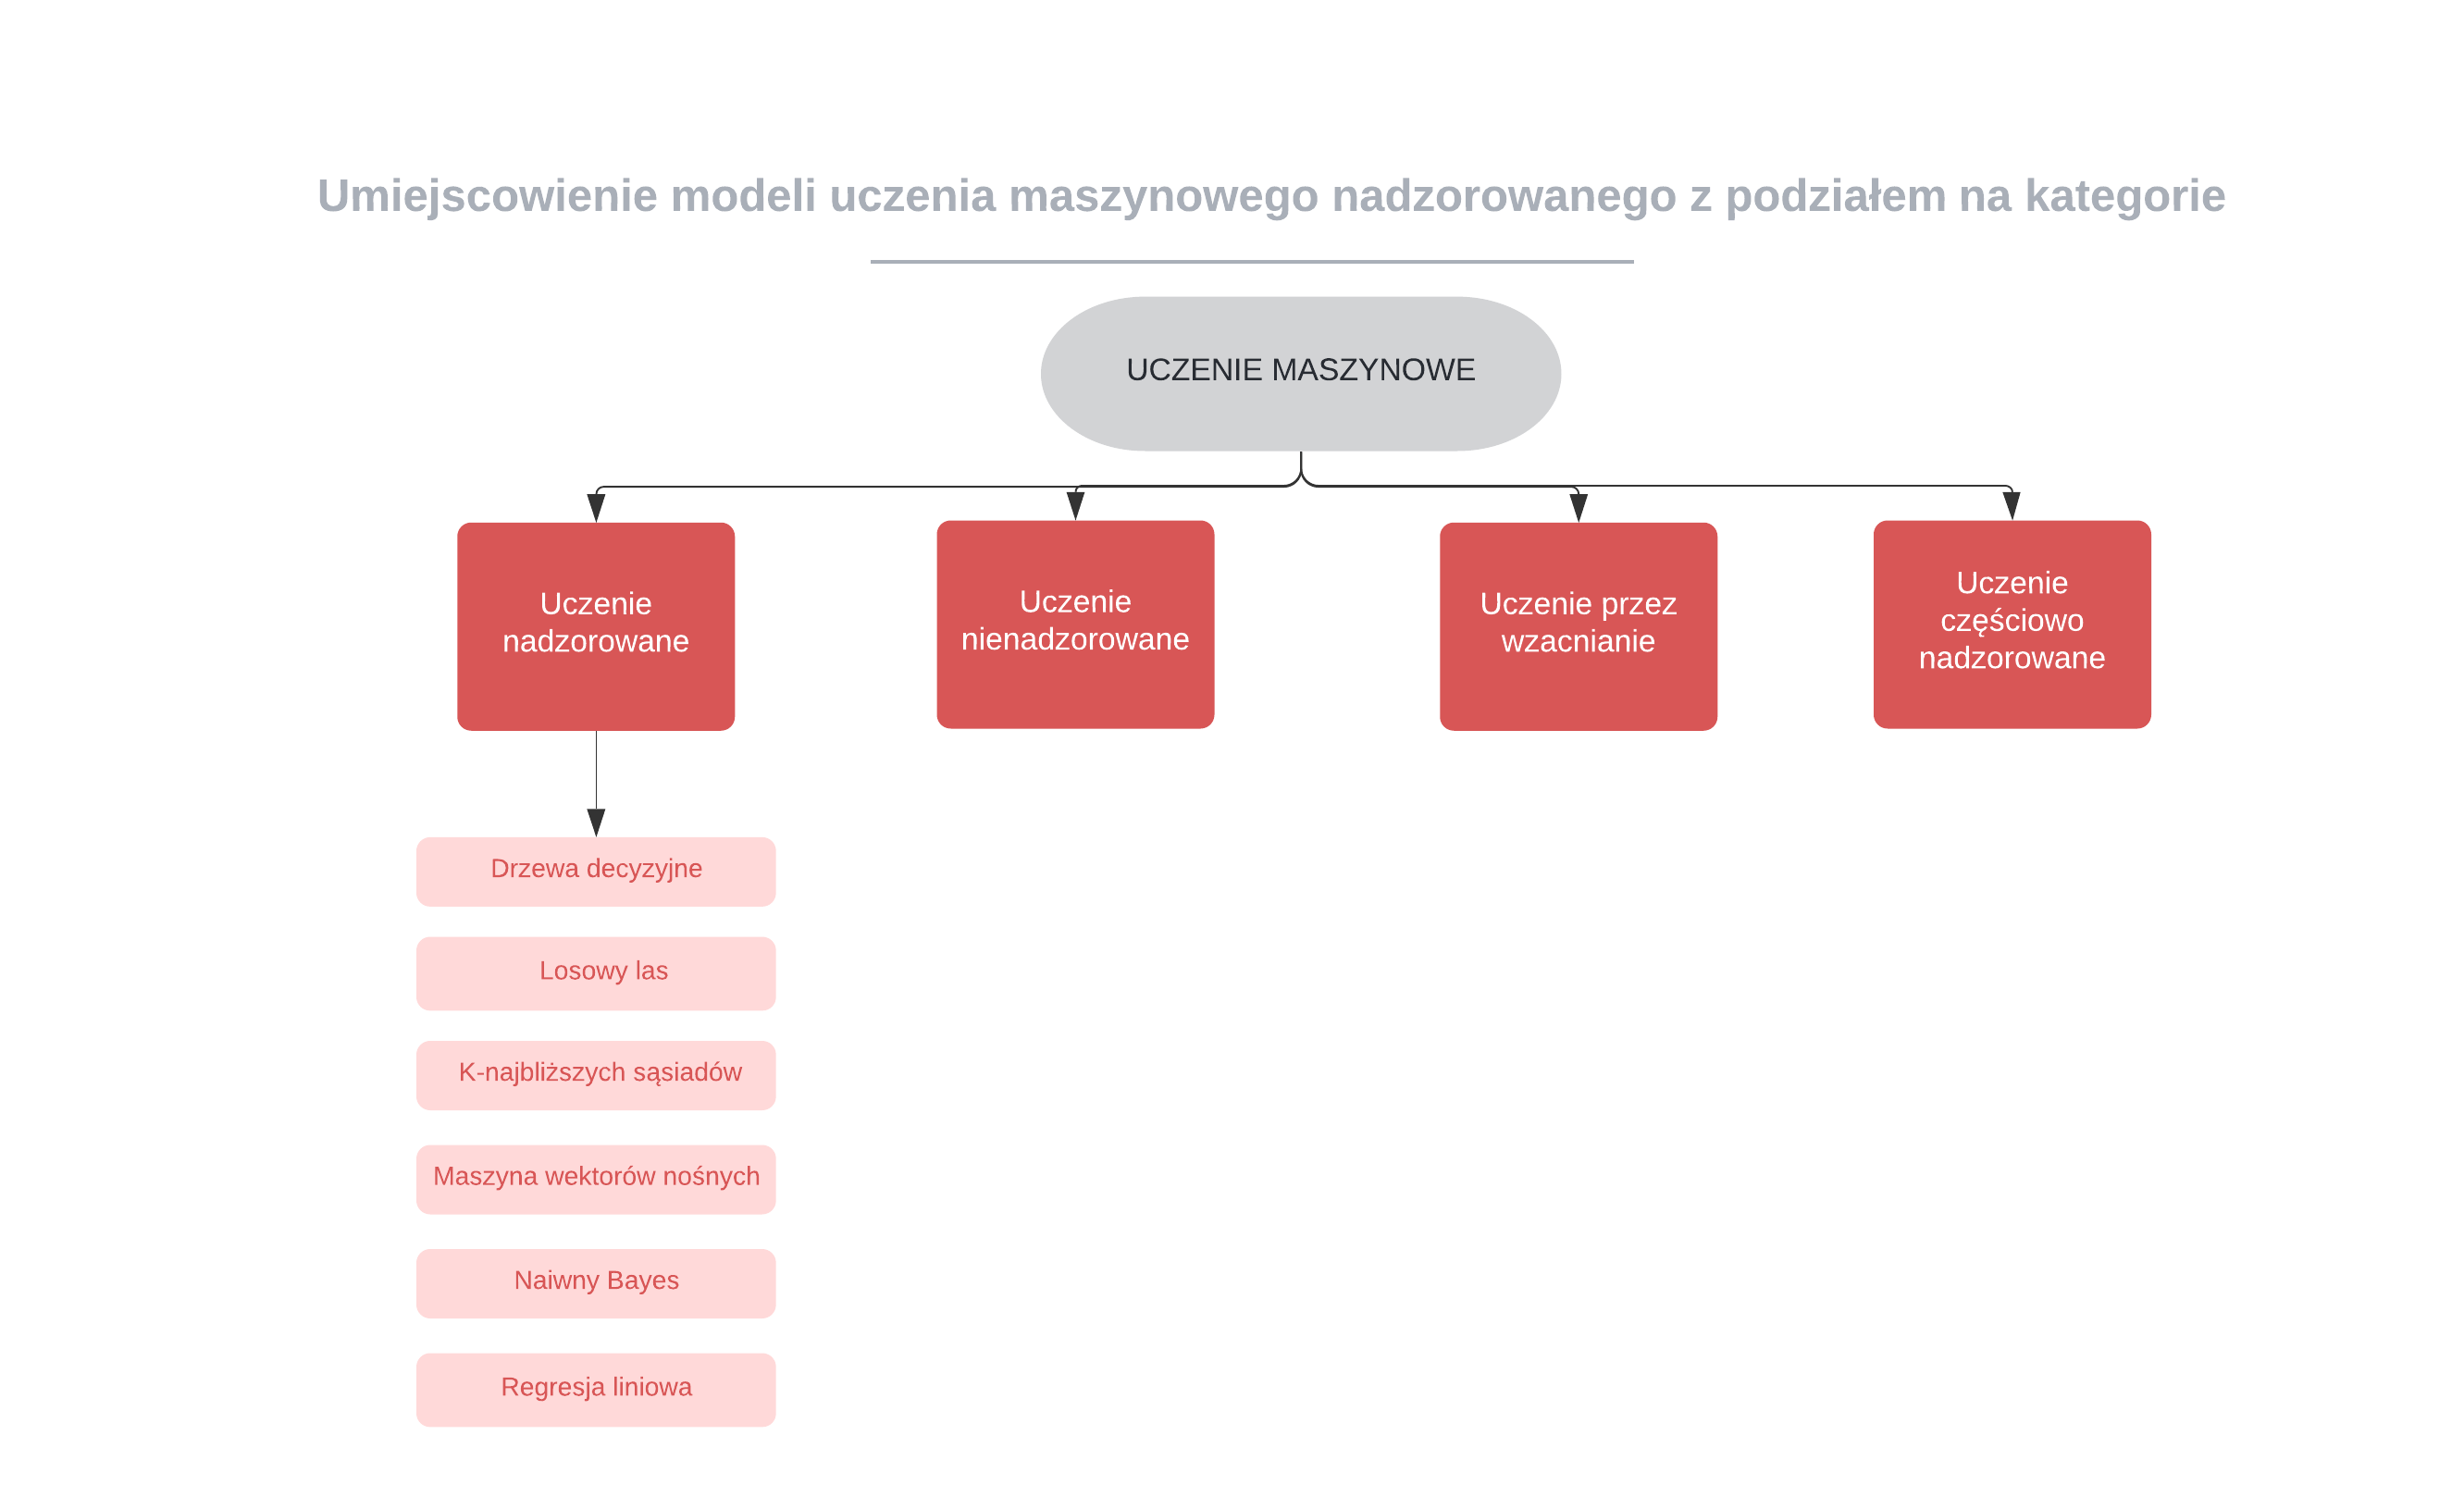 Umiejscowienie modeli uczenia maszynowego nadzorowanego z podziałem na kategorie
UCZENIE MASZYNOWE
Uczenie
nadzorowane
Uczenie
nienadzorowane
Uczenie przez
wzacnianie
Uczenie
częściowo
nadzorowane
Drzewa decyzyjne
Losowy las
K-najbliższych sąsiadów
Maszyna wektorów nośnych
Naiwny Bayes
Regresja liniowa